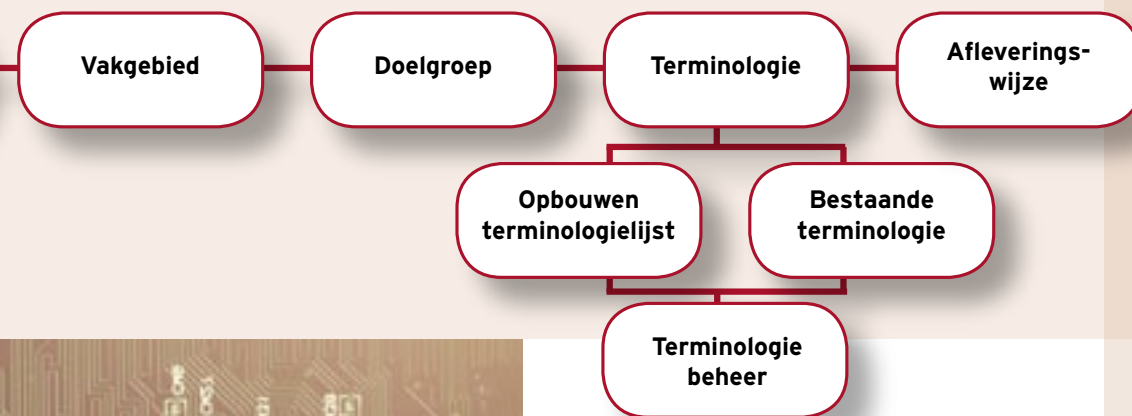 Vakgebied
Doelgroep
Terminologie
Afleverings-
wijze
Opbouwen
terminologielijst
Bestaande
terminologie
Terminologie
beheer